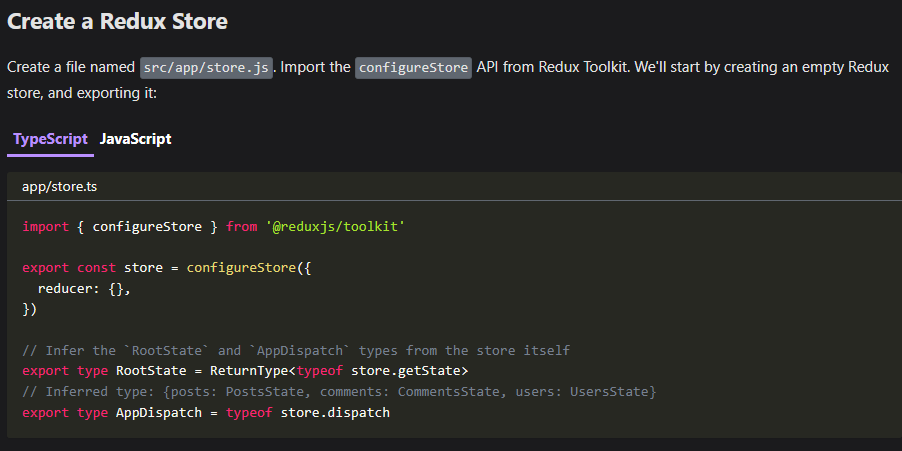 Create a Redux Store
Create a file named src/app/store.js. Import the configureStore API from Redux Toolkit. We'll start by creating an empty Redux
store, and exporting it:
TypeScript JavaScript
app/store.ts
import { configureStore } from '@reduxjs/toolkit'
export const store = configureStore({
  reducer: {},
})
// Infer the `RootState` and `AppDispatch` types from the store itself
export type RootState = ReturnType<typeof store.getState>
// Inferred type: {posts: PostsState, comments: CommentsState, users: UsersState}
export type AppDispatch = typeof store.dispatch